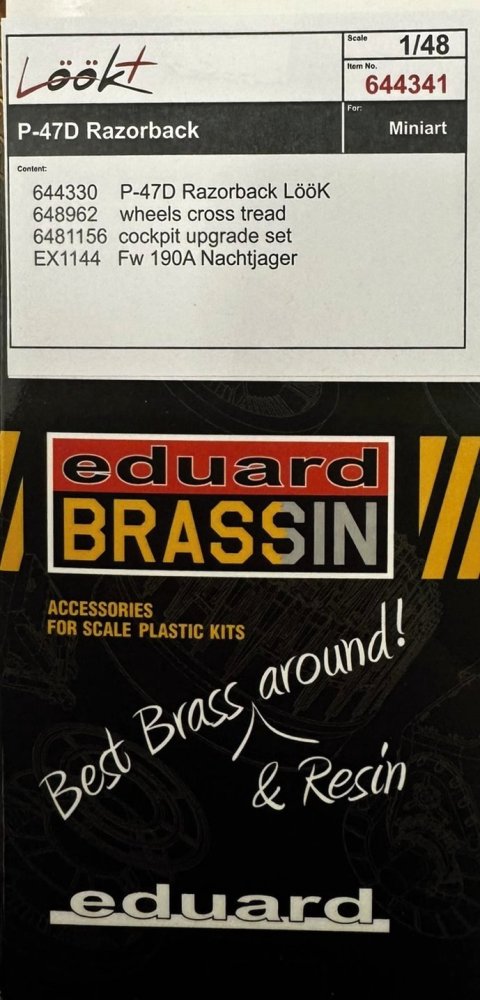 Löök+
Scale
1/48
Item No.
644341
P-47D Razorback
For:
Miniart
Content:
644330 P-47D Razorback LööK
648962 wheels cross tread
6481156 cockpit upgrade set
EX1144 Fw 190A Nachtjager
eduard
BRASSIN
ACCESSORIES
FOR SCALE PLASTIC KITS
Best Brass around!
& Resin
eduard